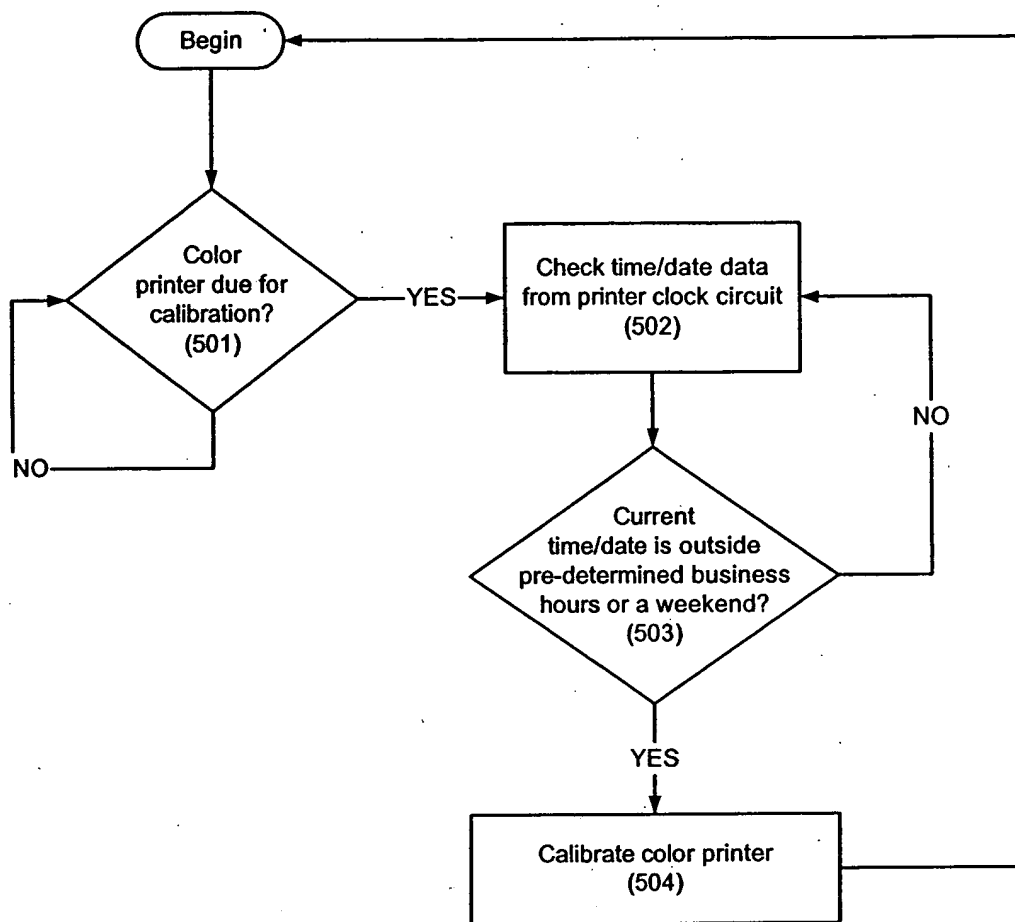 Begin
Color
printer due for
calibration?
(501)
YES
NO
Check time/date data
from printer clock circuit
(502)
NO
Current
time/date is outside
pre-determined business
hours or a weekend?
(503)
YES
Calibrate color printer
(504)